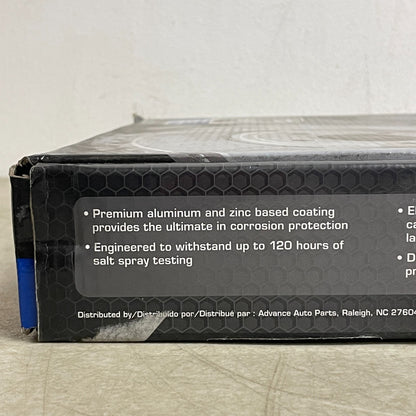 • Premium aluminum and zinc based coating
provides the ultimate in corrosion protection
• Engineered to withstand up to 120 hours of
salt spray testing
Distributed by/Distribuido por/Distribué par : Advance Auto Parts, Raleigh, NC 27604